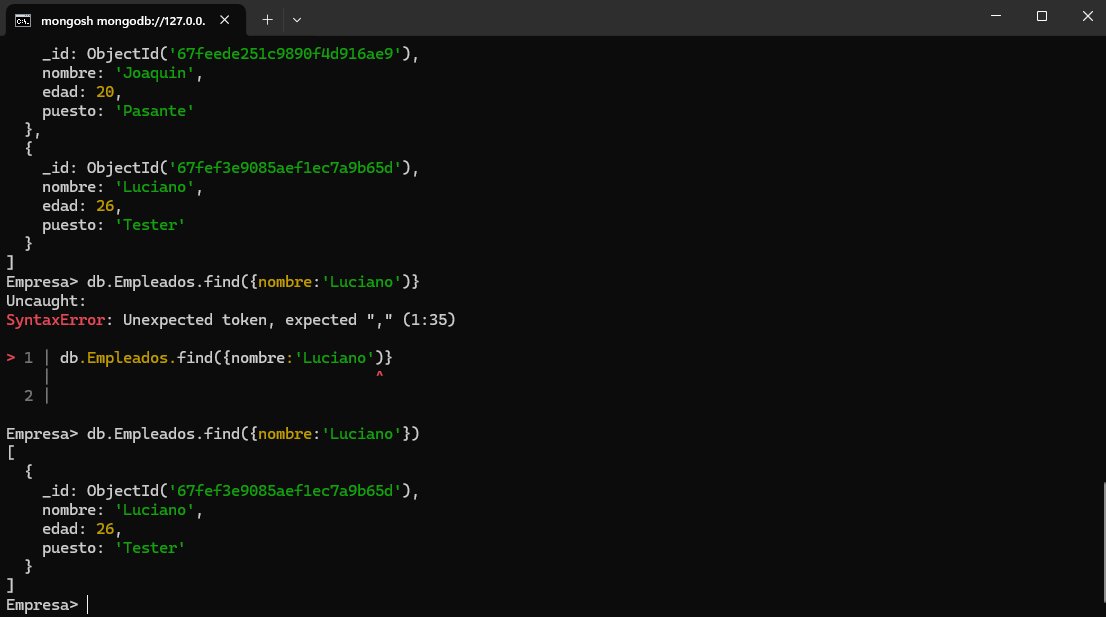 mongosh mongodb://127.0.0.
_id: ObjectId('67feede251c9890f4d916ae9'),
nombre: 'Joaquin',
edad: 20,
puesto: 'Pasante'
},
{
_id: ObjectId('67fef3e9085aef1ec7a9b65d'),
nombre: 'Luciano',
edad: 26,
puesto: 'Tester'
}
]
Empresa> db.Empleados.find({nombre:'Luciano')}
Uncaught:
SyntaxError: Unexpected token, expected "," (1:35)
> 1 | db.Empleados.find({nombre:'Luciano')}
| ^
2 |
Empresa> db.Empleados.find({nombre:'Luciano'})
[
{
_id: ObjectId('67fef3e9085aef1ec7a9b65d'),
nombre: 'Luciano',
edad: 26,
puesto: 'Tester'
}
]
Empresa>